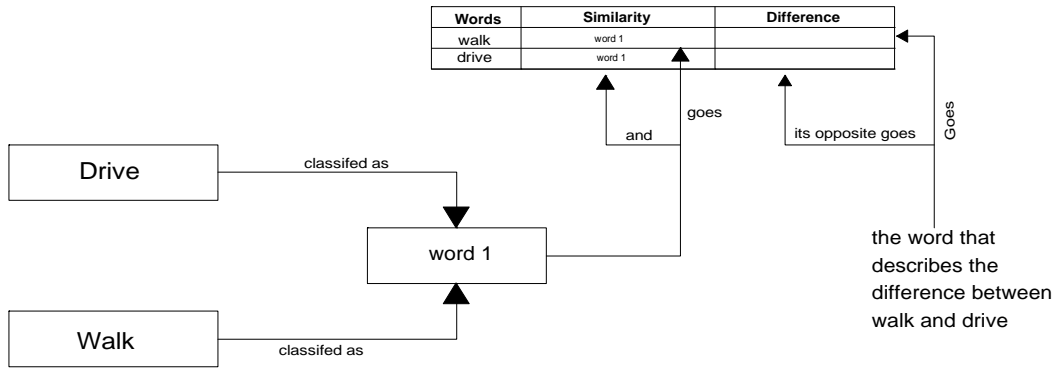 Words Similarity Difference
walk word 1
drive word 1
goes
and
its opposite goes
Goes
Drive
classifed as
word 1
the word that
describes the
difference between
walk and drive
Walk
classifed as